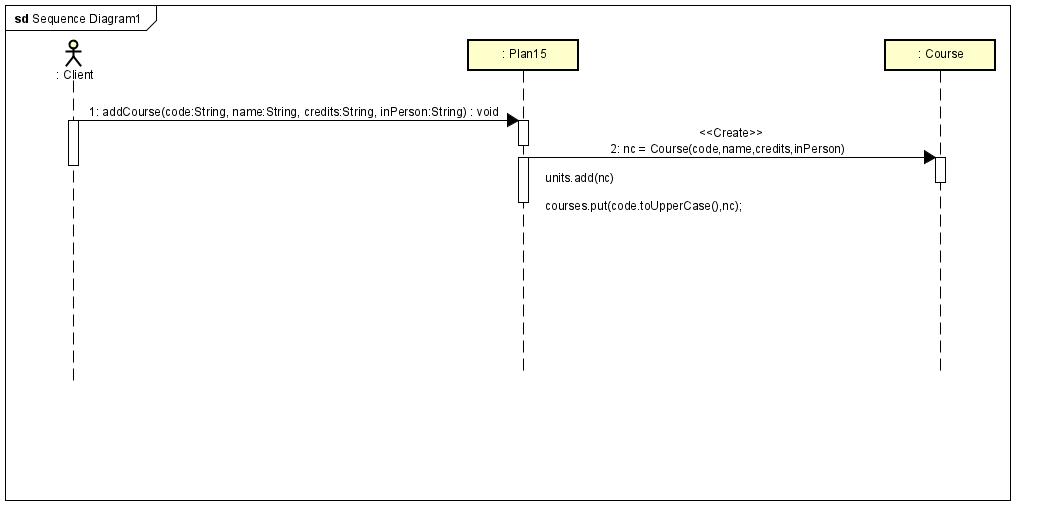 sd Sequence Diagram1
: Client
: Plan15
: Course
1: addCourse(code:String, name:String, credits:String, inPerson:String) : void
<<Create>>
2: nc = Course(code,name,credits,inPerson)
units.add(nc)
courses.put(code.toUpperCase(),nc);